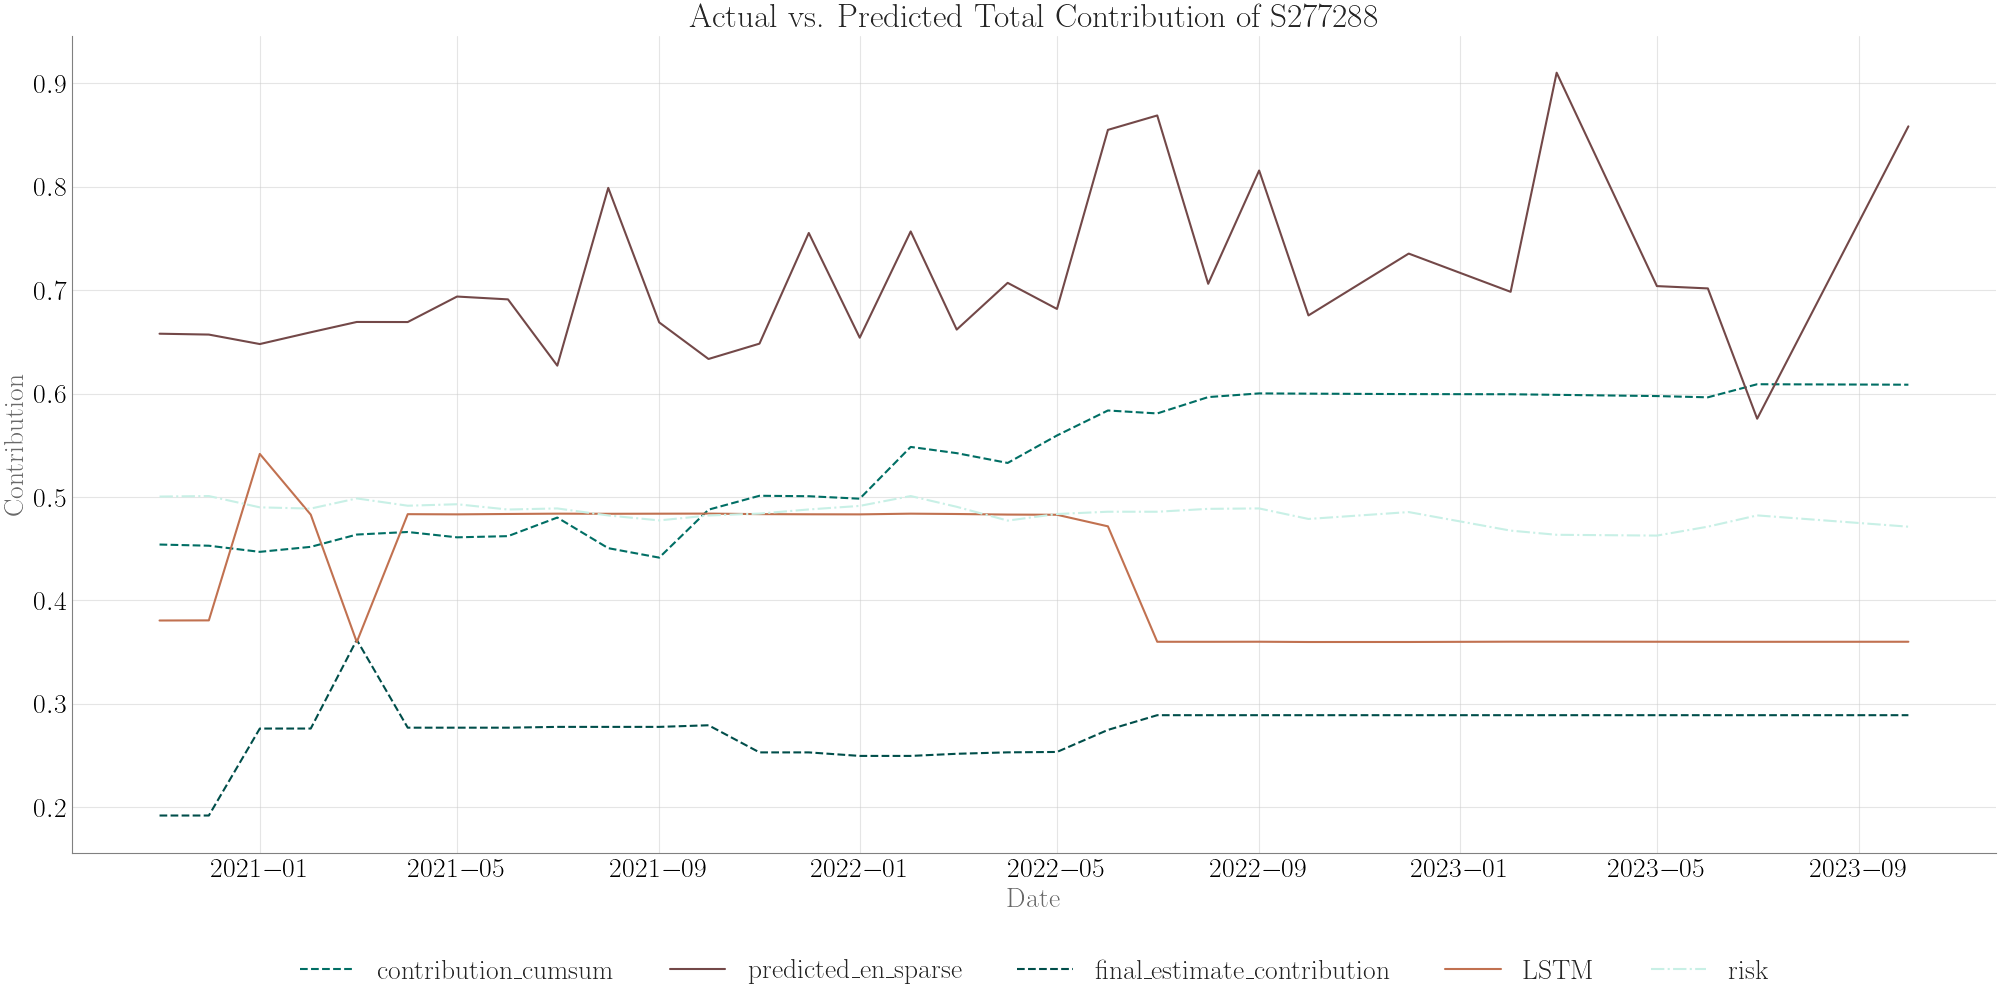 Actual vs. Predicted Total Contribution of S277288
Contribution
0.9
0.8
0.7
0.6
0.5
0.4
0.3
0.2
2021−01 2021−05 2021−09 2022−01 2022−05 2022−09 2023−01 2023−05 2023−09
Date
contribution_cumsum predicted_en_sparse final_estimate_contribution LSTM risk